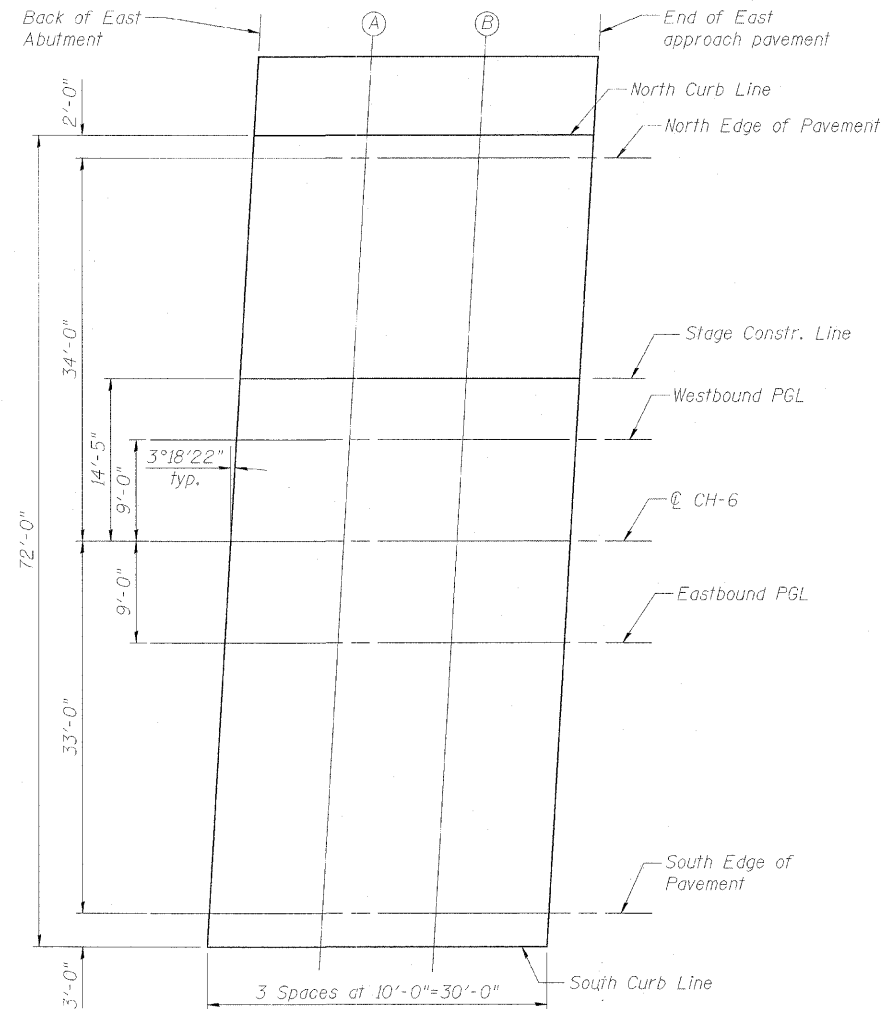 Back of East
Abutment
A
B
End of East
approach pavement
North Curb Line
North Edge of Pavement
2'-0"
34'-0"
Stage Constr. Line
Westbound PGL
14'-5"
9'-0"
3°18'22"
typ.
72'-0"
℄ CH-6
9'-0"
Eastbound PGL
33'-0"
South Edge of
Pavement
3'-0"
3 Spaces at 10'-0"=30'-0"
South Curb Line